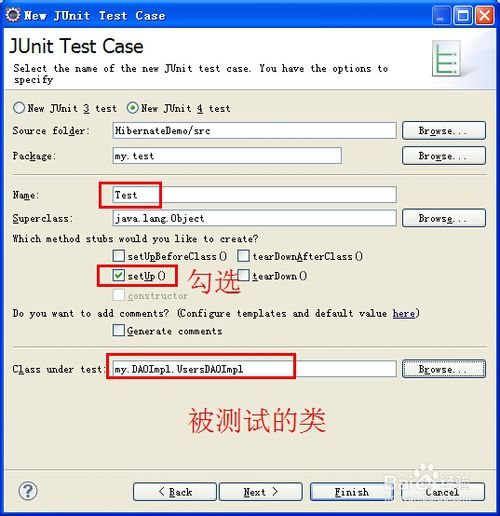 New JUnit Test Case
JUnit Test Case
Select the name of the new JUnit test case. You have the options to
specify
New JUnit 3 test New JUnit 4 test
Source folder: HibernateDemo/src Browse...
Package: my.test Browse...
Name: Test
Superclass: java.lang.Object Browse...
Which method stubs would you like to create?
setUpBeforeClass() tearDownAfterClass()
setUp() 勾选 tearDown()
constructor
Do you want to add comments? (Configure templates and default value here)
Generate comments
Class under test: my.DAOImpl.UsersDAOImpl Browse...
被测试的类
Baidu 经验
? < Back Next > Finish Cancel